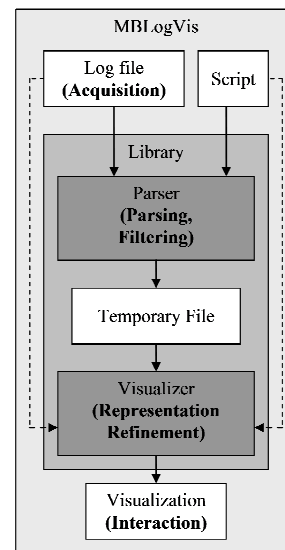 MBLogVis
Log file
(Acquisition)
Script
Library
Parser
(Parsing,
Filtering)
Temporary File
Visualizer
(Representation
Refinement)
Visualization
(Interaction)